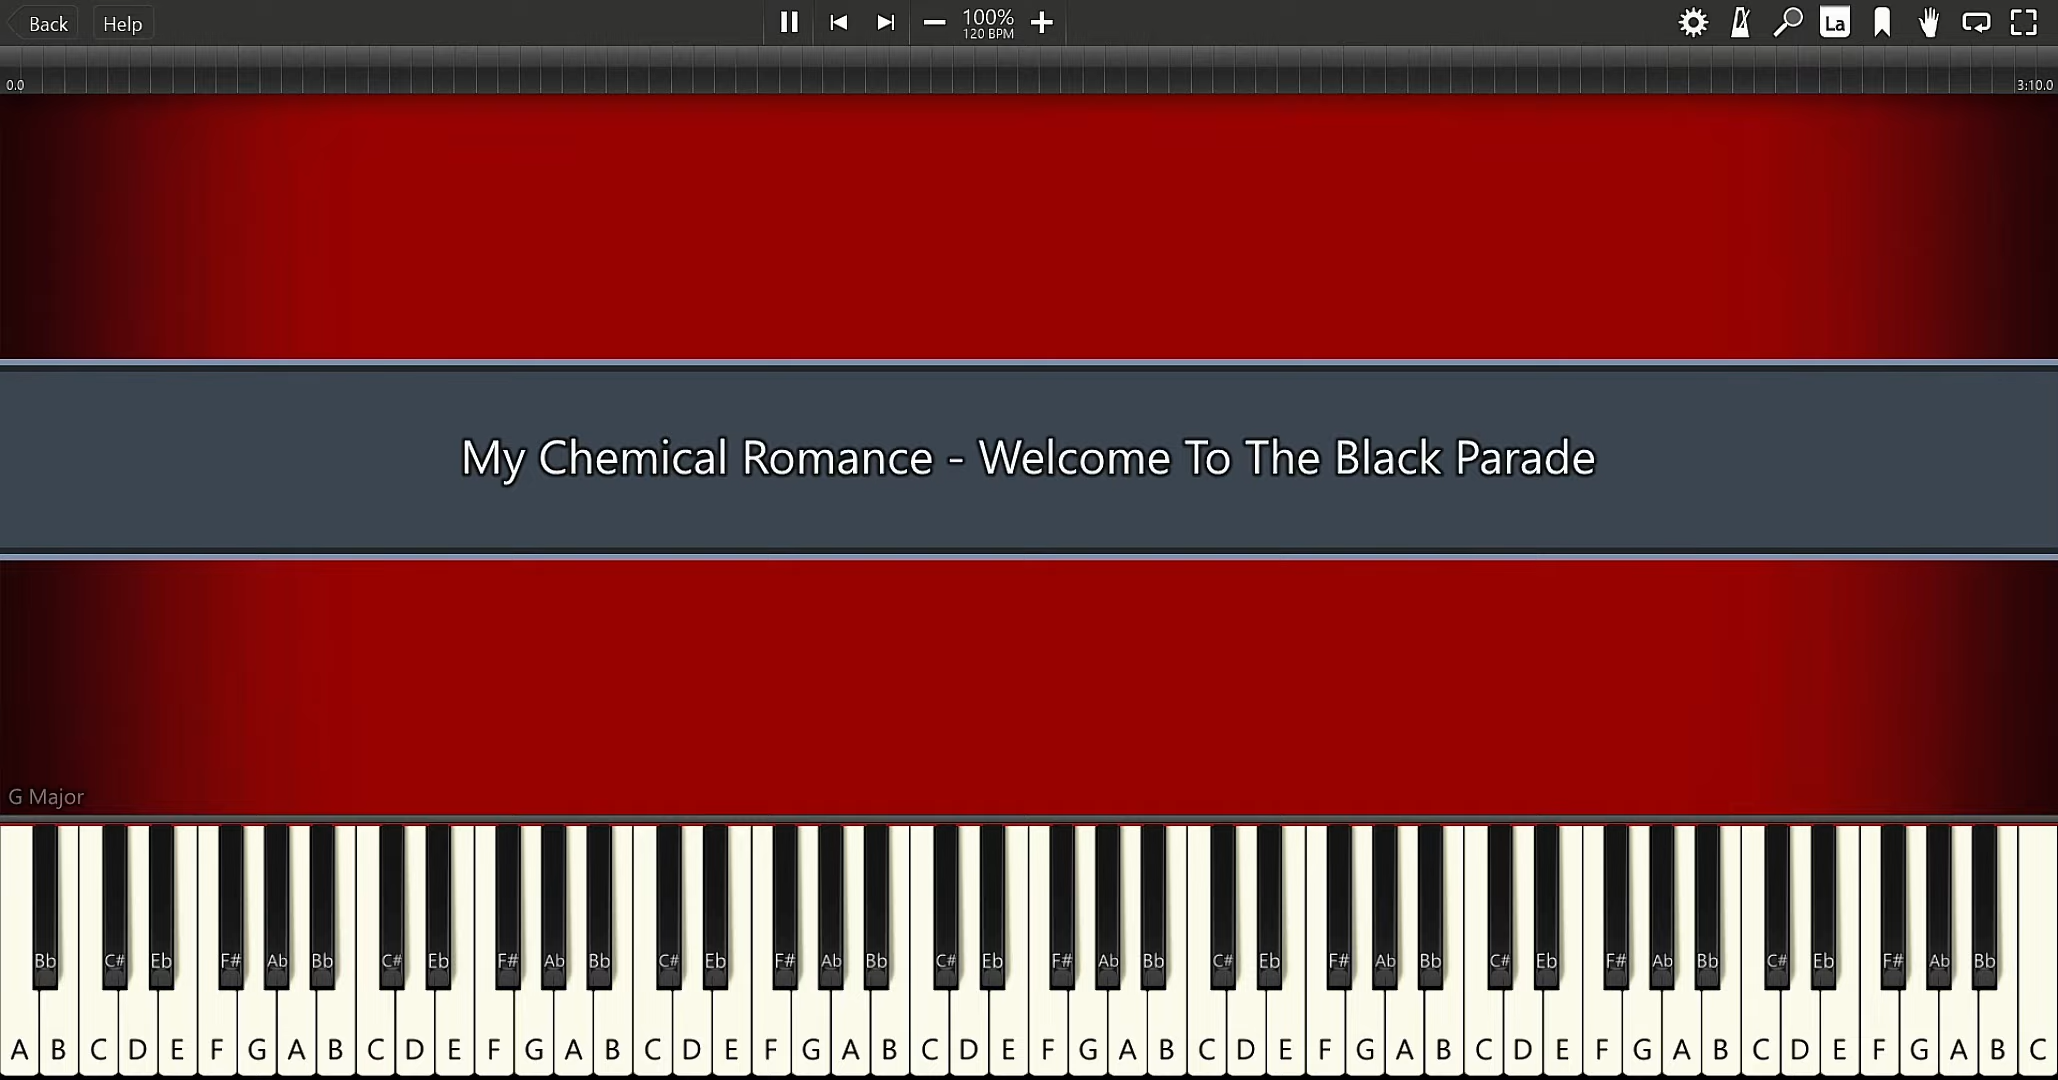 Back Help 100% La
120 BPM
0.0 3:10.0
My Chemical Romance - Welcome To The Black Parade
G Major
Bb C# Eb F# Ab Bb C# Eb F# Ab Bb C# Eb F# Ab Bb C# Eb F# Ab Bb C# Eb F# Ab Bb C# Eb F# Ab Bb C# Eb F# Ab Bb
A B C D E F G A B C D E F G A B C D E F G A B C D E F G A B C D E F G A B C D E F G A B C D E F G A B C